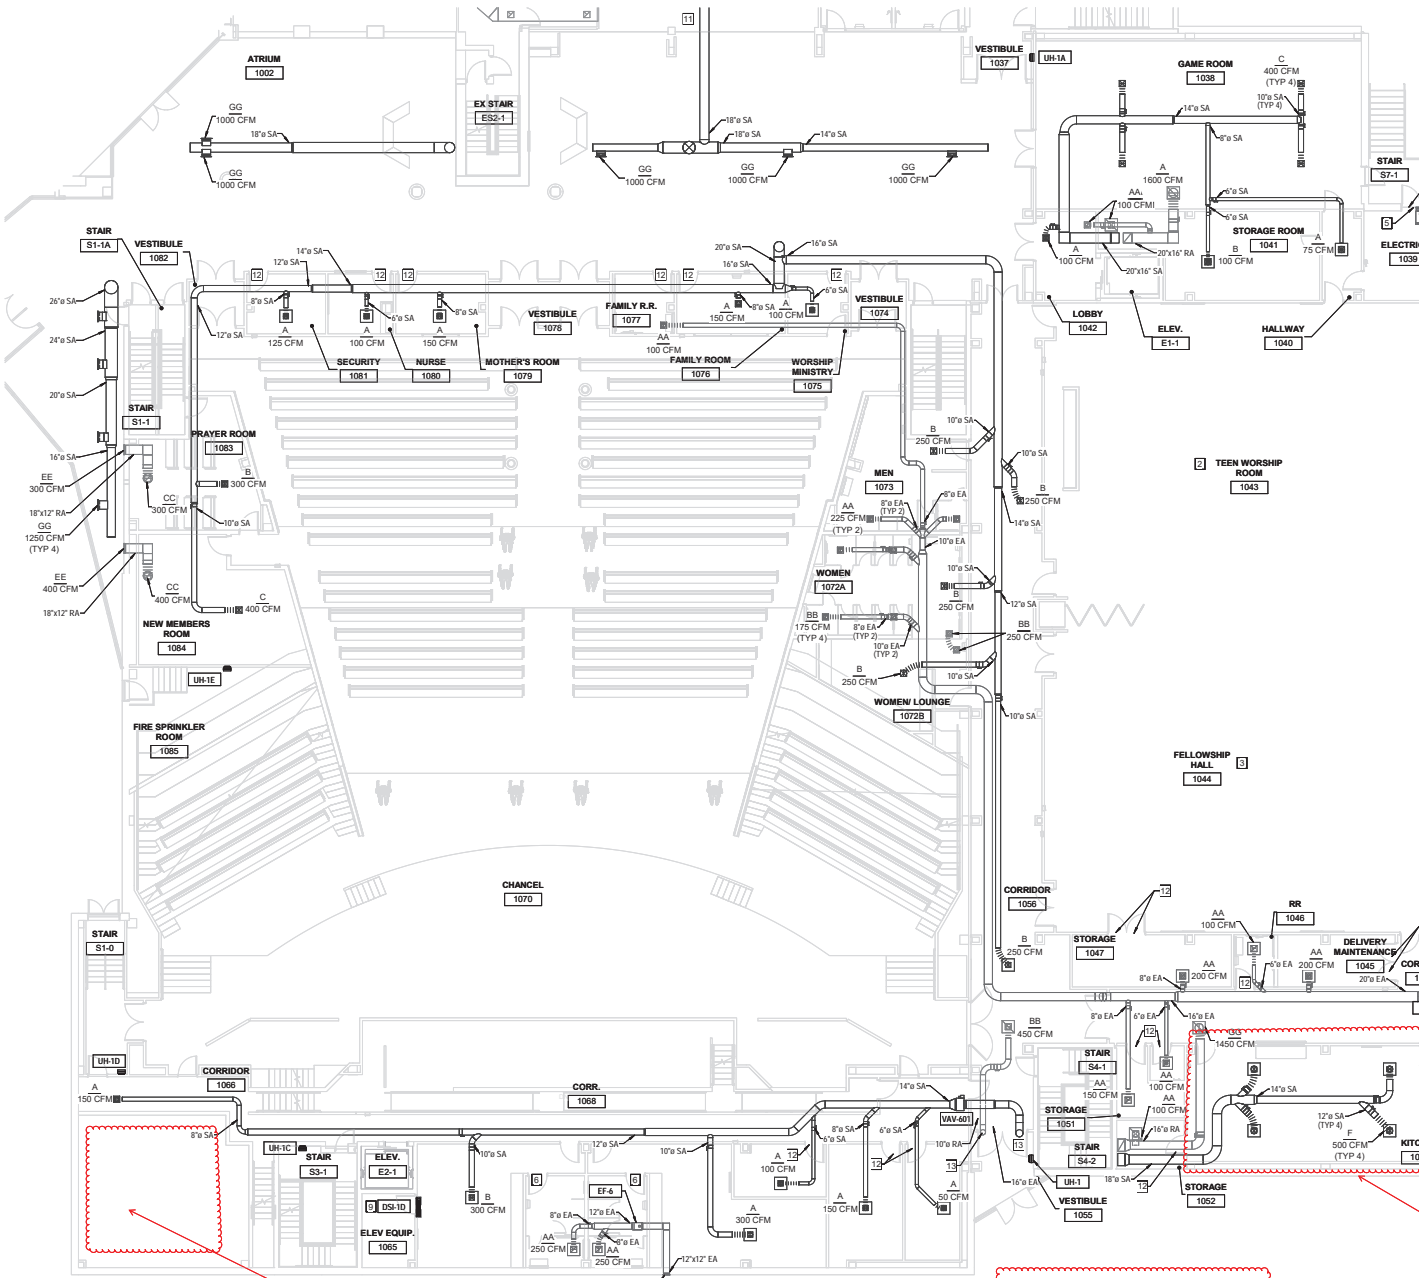 11
ATRIUM
1002
VESTIBULE
1037
UH-1A
GAME ROOM
1038
C
400 CFM
(TYP 4)
10"ø SA
(TYP 4)
14"ø SA
8"ø SA
EX STAIR
ES2-1
GG
1000 CFM
18"ø SA
GG
1000 CFM
18"ø SA
18"ø SA
14"ø SA
GG
1000 CFM
GG
1000 CFM
GG
1000 CFM
A
1600 CFM
AA
100 CFM
6"ø SA
6"ø SA
STAIR
S7-1
5
ELECTRI
1039
STORAGE ROOM
1041
A
75 CFM
B
100 CFM
A
100 CFM
20"x16" RA
20"x16" SA
LOBBY
1042
ELEV.
E1-1
HALLWAY
1040
STAIR
S1-1A
VESTIBULE
1082
12
12"ø SA
14"ø SA
12
12
12
12
20"ø SA
16"ø SA
16"ø SA
12
6"ø SA
26"ø SA
24"ø SA
20"ø SA
16"ø SA
12"ø SA
8"ø SA
6"ø SA
8"ø SA
8"ø SA
A
125 CFM
A
100 CFM
A
150 CFM
A
150 CFM
A
100 CFM
VESTIBULE
1078
FAMILY R.R.
1077
AA
100 CFM
VESTIBULE
1074
SECURITY
1081
NURSE
1080
MOTHER'S ROOM
1079
FAMILY ROOM
1076
WORSHIP
MINISTRY
1075
STAIR
S1-1
PRAYER ROOM
1083
B
300 CFM
EE
300 CFM
CC
300 CFM
18"x12" RA
GG
1250 CFM
(TYP 4)
10"ø SA
EE
400 CFM
CC
400 CFM
C
400 CFM
18"x12" RA
NEW MEMBERS
ROOM
1084
UH-1E
FIRE SPRINKLER
ROOM
1085
B
250 CFM
10"ø SA
10"ø SA
B
250 CFM
14"ø SA
MEN
1073
8"ø EA
8"ø EA
(TYP 2)
AA
225 CFM
(TYP 2)
10"ø EA
WOMEN
1072A
10"ø SA
B
250 CFM
12"ø SA
BB
250 CFM
BB
175 CFM
(TYP 4)
8"ø EA
(TYP 2)
10"ø EA
(TYP 2)
B
250 CFM
10"ø SA
10"ø SA
WOMEN/ LOUNGE
1072B
2
TEEN WORSHIP
ROOM
1043
FELLOWSHIP
HALL
1044
3
CHANCEL
1070
CORRIDOR
1056
12
STAIR
S1-0
B
250 CFM
STORAGE
1047
AA
100 CFM
RR
1046
AA
200 CFM
AA
200 CFM
DELIVERY
MAINTENANCE
1045
COR
8"ø EA
12
6"ø EA
20"ø EA
BB
450 CFM
8"ø EA
6"ø EA
16"ø EA
GG
1450 CFM
12
STAIR
S4-1
AA
150 CFM
AA
100 CFM
AA
100 CFM
16"ø RA
14"ø SA
12"ø SA
(TYP 4)
F
500 CFM
(TYP 4)
KITC
UH-1D
CORRIDOR
1066
A
150 CFM
8"ø SA
UH-1C
CORR.
1068
14"ø SA
8"ø SA
6"ø SA
6"ø SA
VAV-601
12"ø SA
10"ø SA
10"ø SA
10"ø RA
13
13
16"ø EA
STORAGE
1051
STAIR
S4-2
UH-1
18"ø SA
12
STORAGE
1052
VESTIBULE
1055
STAIR
S3-1
ELEV.
E2-1
9
DSI-1D
ELEV EQUIP.
1065
B
300 CFM
6
6
EF-6
8"ø EA
12"ø EA
8"ø EA
AA
250 CFM
AA
250 CFM
12"x12" EA
A
300 CFM
A
100 CFM
12
12
A
150 CFM
A
50 CFM